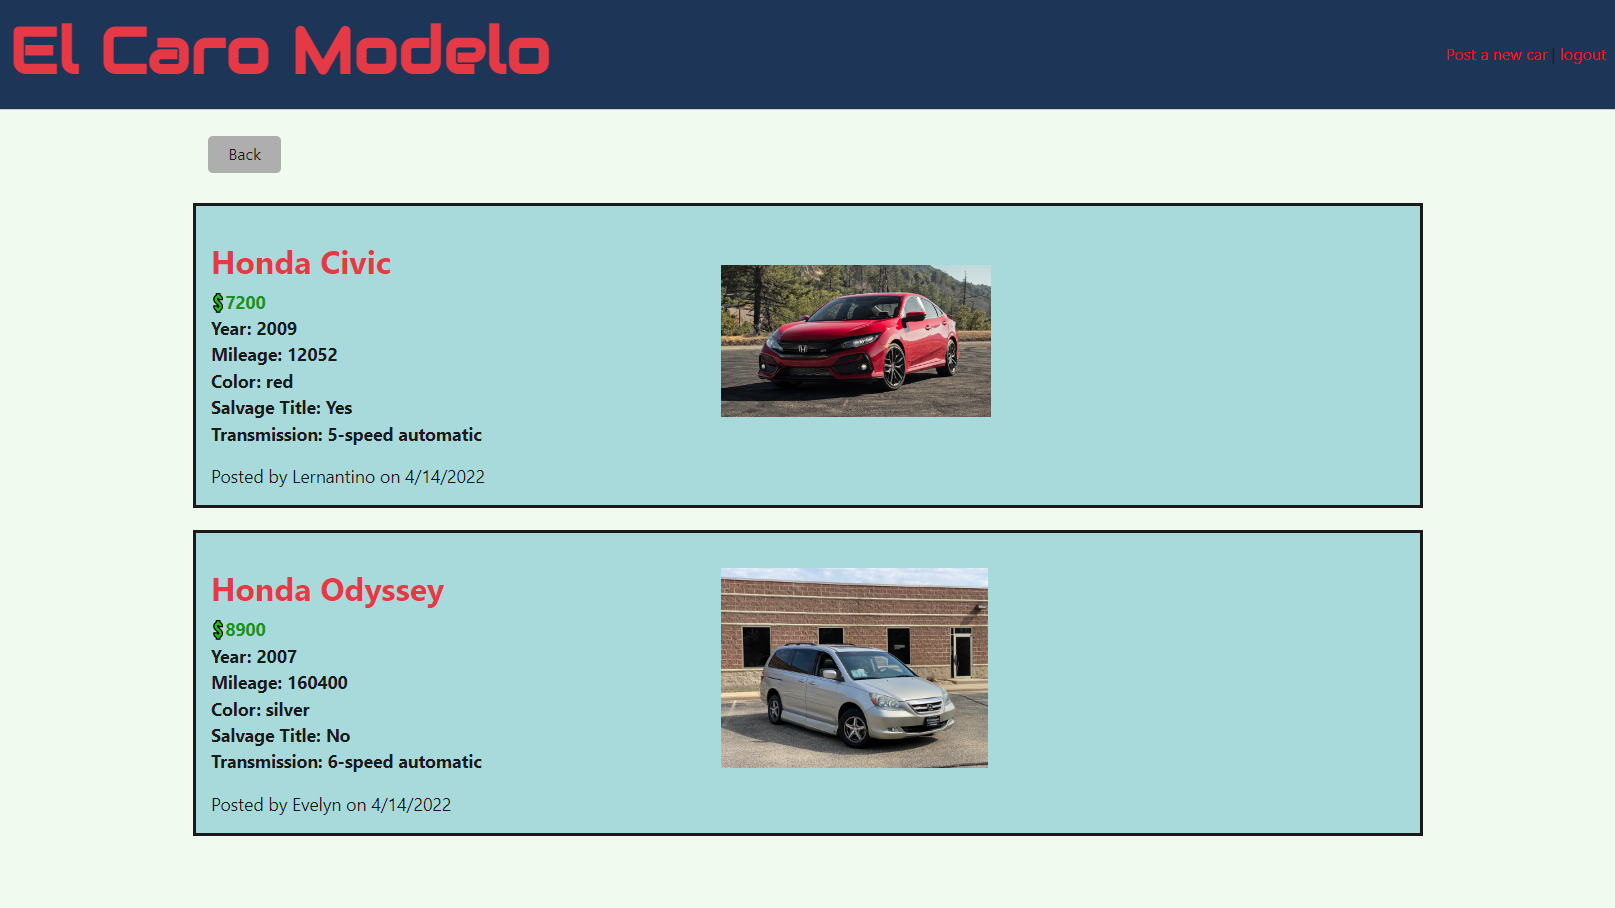 El Caro Modelo
Post a new car | logout
Back
Honda Civic
$7200
Year: 2009
Mileage: 12052
Color: red
Salvage Title: Yes
Transmission: 5-speed automatic
Posted by Lernantino on 4/14/2022
Honda Odyssey
$8900
Year: 2007
Mileage: 160400
Color: silver
Salvage Title: No
Transmission: 6-speed automatic
Posted by Evelyn on 4/14/2022